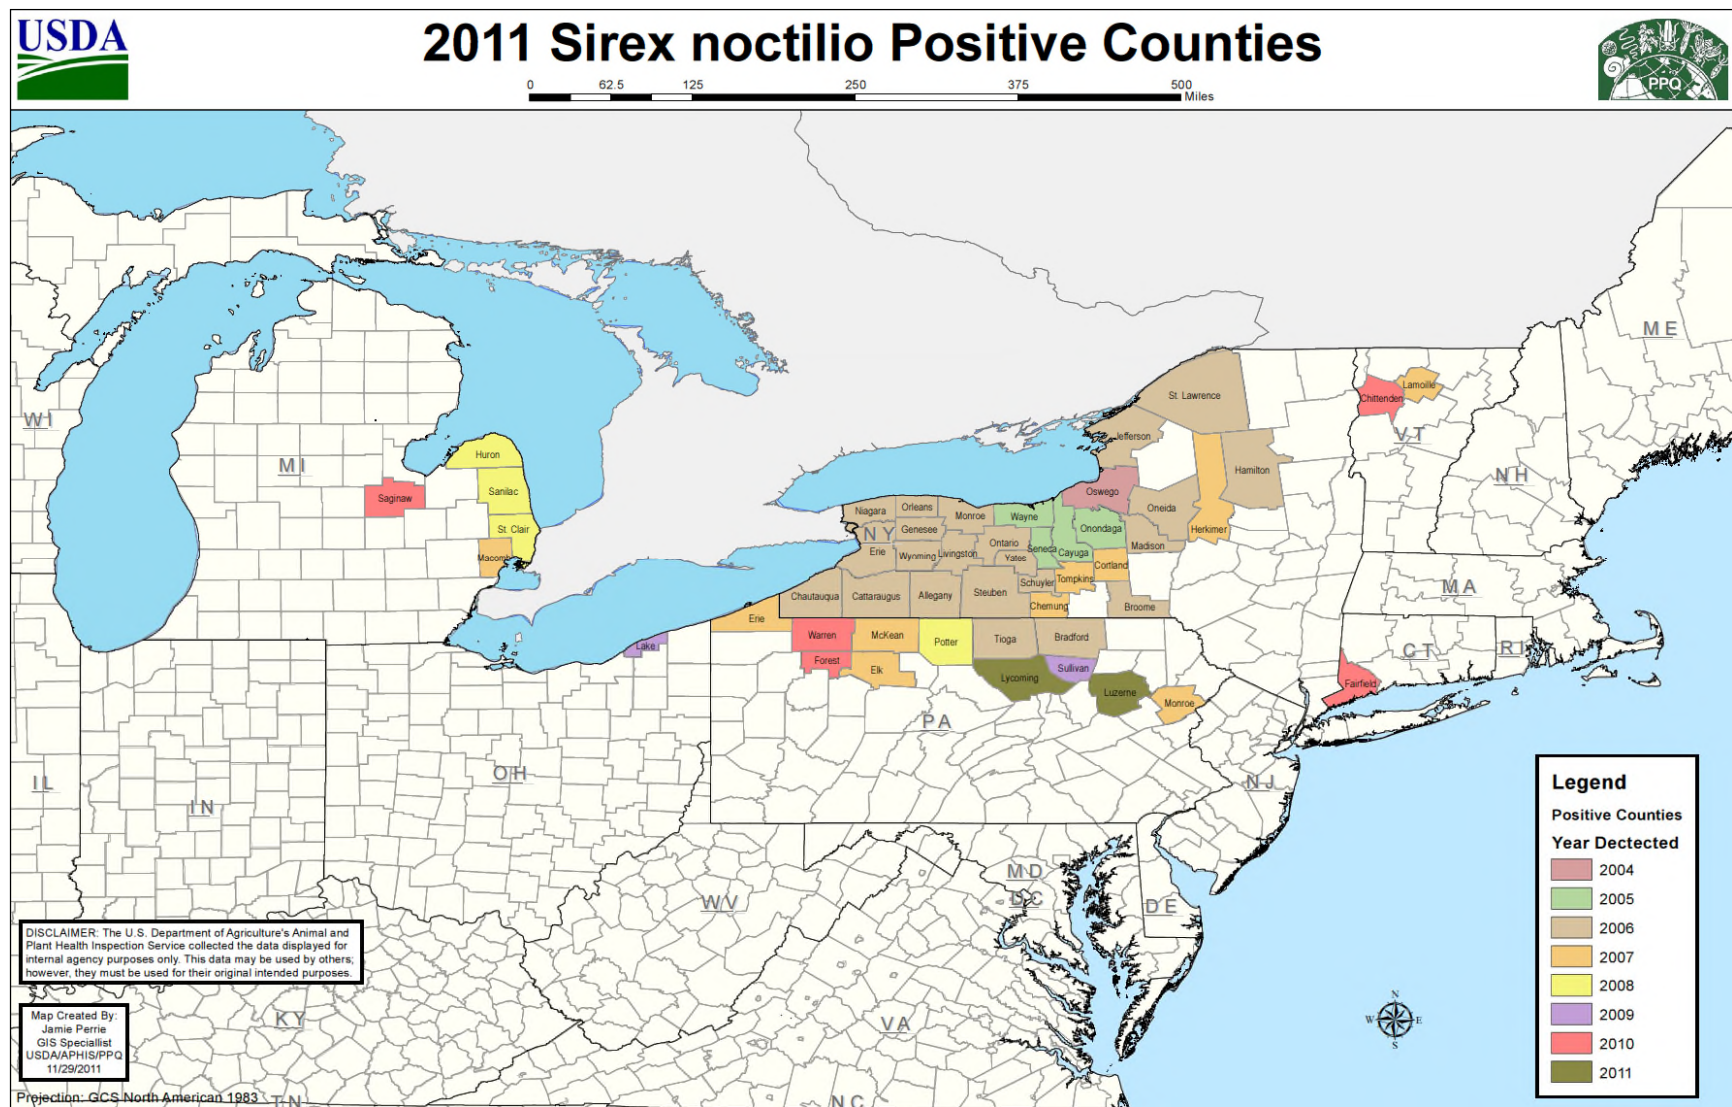 USDA
2011 Sirex noctilio Positive Counties
0 62.5 125 250 375 500
Miles
PPQ
ME
St. Lawrence
Chittenden
Lamoille
WI
Jefferson
VT
Huron
MI
Hamilton
NH
Saginaw
Sanilac
Oswego
Niagara
Orleans
Monroe
Wayne
Oneida
St. Clair
NY
Genesee
Onondaga
Herkimer
Erie
Wyoming
Livingston
Ontario
Seneca
Cayuga
Madison
Macomb
Yates
Cortland
Schuyler
Tompkins
MA
Chautauqua
Cattaraugus
Allegany
Steuben
Chemung
Broome
Erie
Warren
McKean
Potter
Tioga
Bradford
Lake
CT
RI
Forest
Elk
Lycoming
Sullivan
Fairfield
Luzerne
Monroe
PA
OH
IL
IN
NJ
Legend
Positive Counties
Year Dectected
2004
2005
2006
2007
2008
2009
2010
2011
MD
DC
WV
DE
DISCLAIMER: The U.S. Department of Agriculture's Animal and
Plant Health Inspection Service collected the data displayed for
internal agency purposes only. This data may be used by others;
however, they must be used for their original intended purposes.
KY
VA
N
W E
S
Map Created By:
Jamie Perrie
GIS Speciallist
USDA/APHIS/PPQ
11/29/2011
Projection: GCS North American 1983
TN
NC